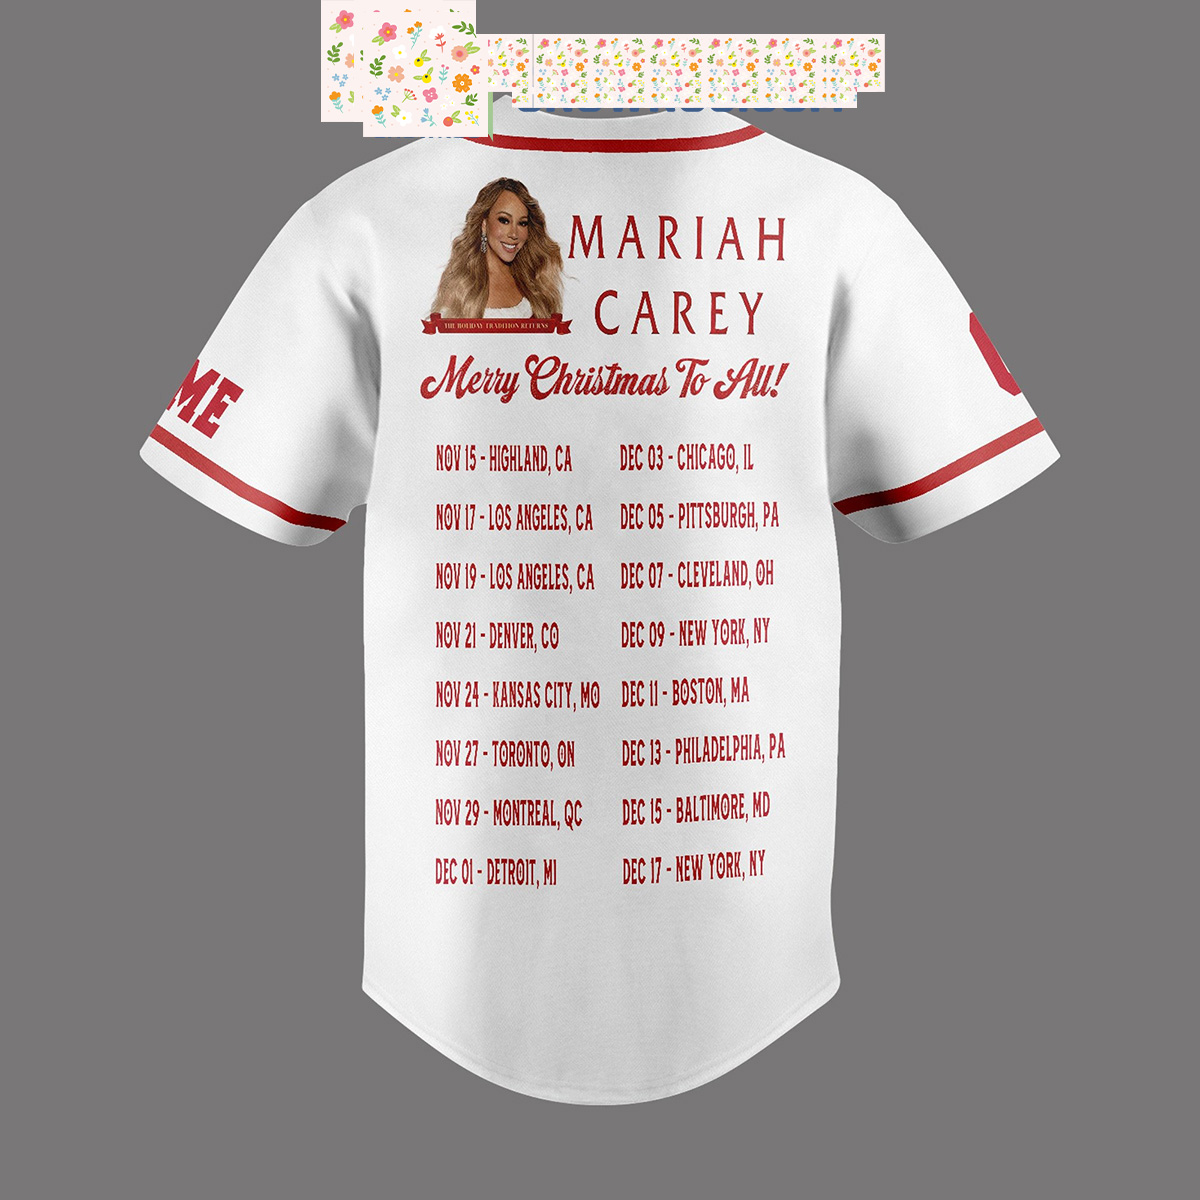 MARIAH
CAREY
THE HOLIDAY TRADITION RETURNS
Merry Christmas To All!
NOV 15 - HIGHLAND, CA
NOV 17 - LOS ANGELES, CA
NOV 19 - LOS ANGELES, CA
NOV 21 - DENVER, CO
NOV 24 - KANSAS CITY, MO
NOV 27 - TORONTO, ON
NOV 29 - MONTREAL, QC
DEC 01 - DETROIT, MI
DEC 03 - CHICAGO, IL
DEC 05 - PITTSBURGH, PA
DEC 07 - CLEVELAND, OH
DEC 09 - NEW YORK, NY
DEC 11 - BOSTON, MA
DEC 13 - PHILADELPHIA, PA
DEC 15 - BALTIMORE, MD
DEC 17 - NEW YORK, NY
ME